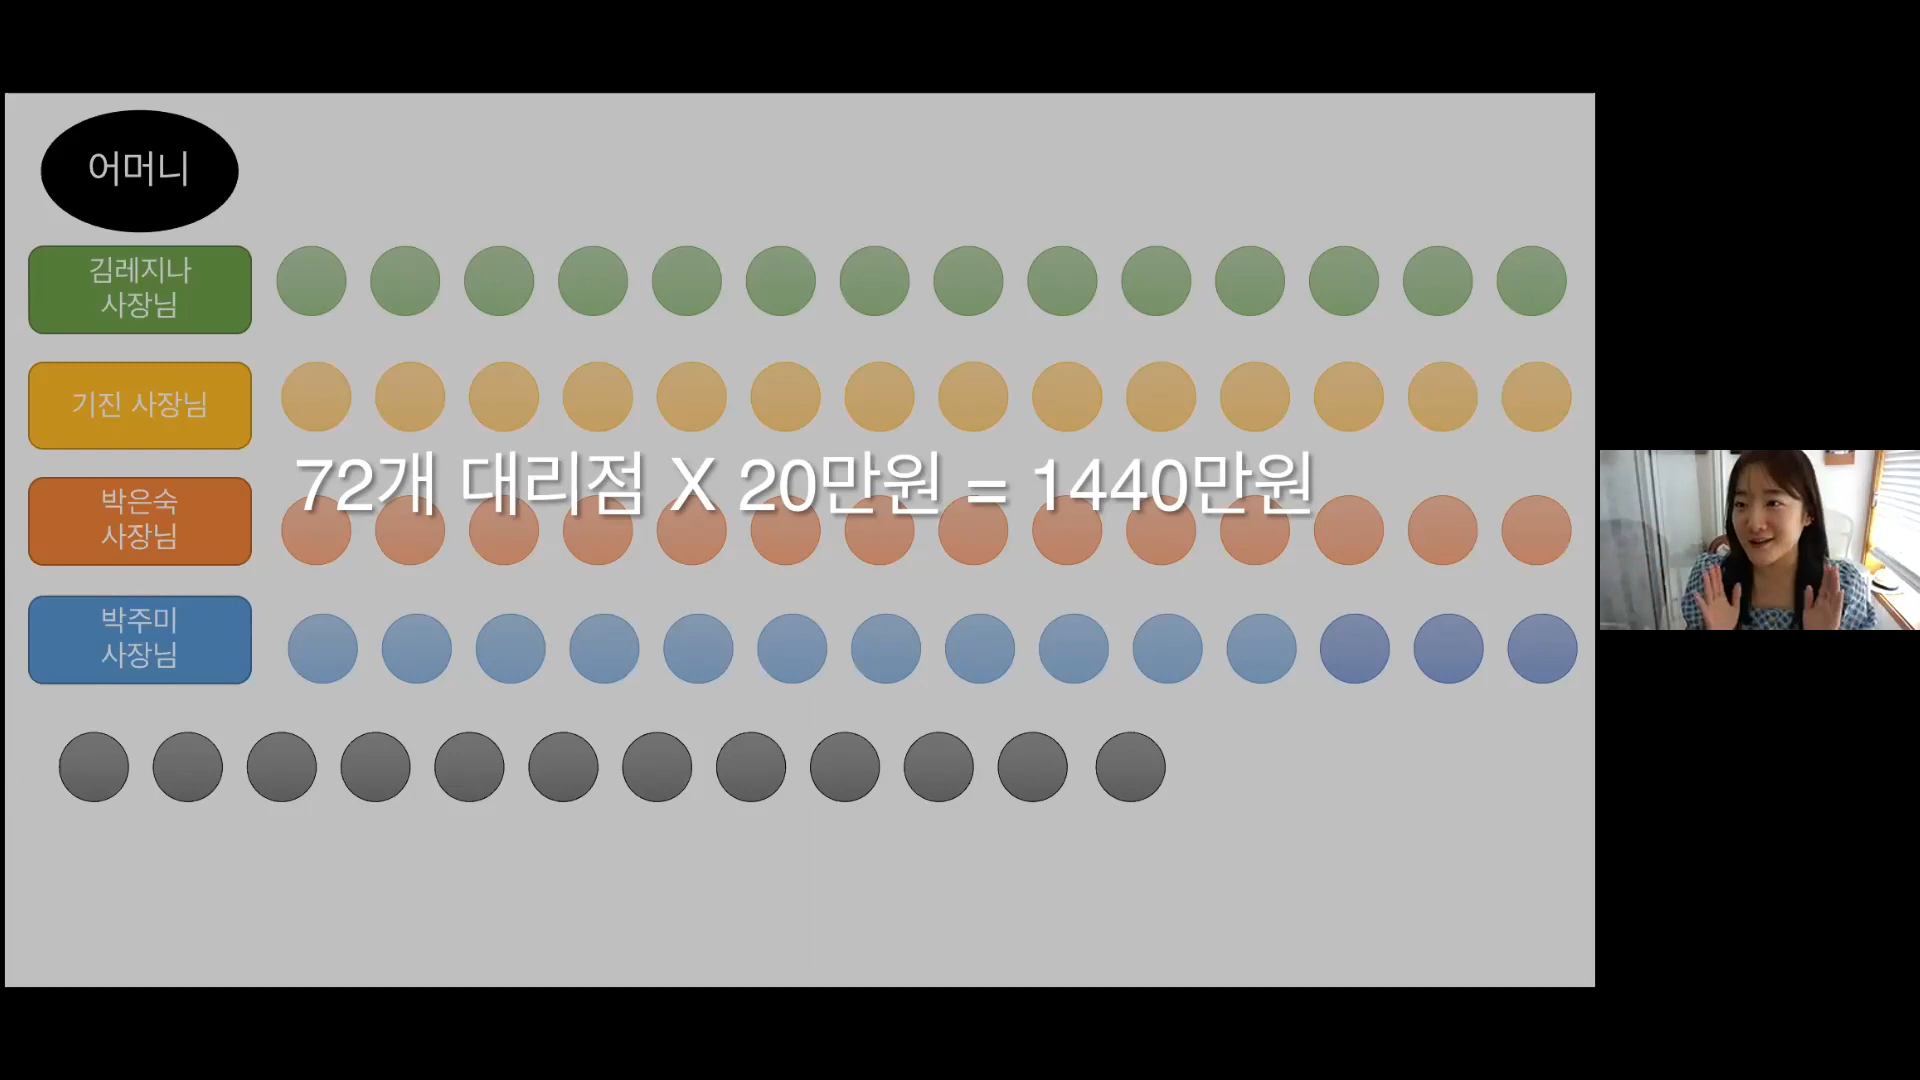 어머니
김레지나
사장님
기진 사장님
72개 대리점 X 20만원 = 1440만원
박은숙
사장님
박주미
사장님